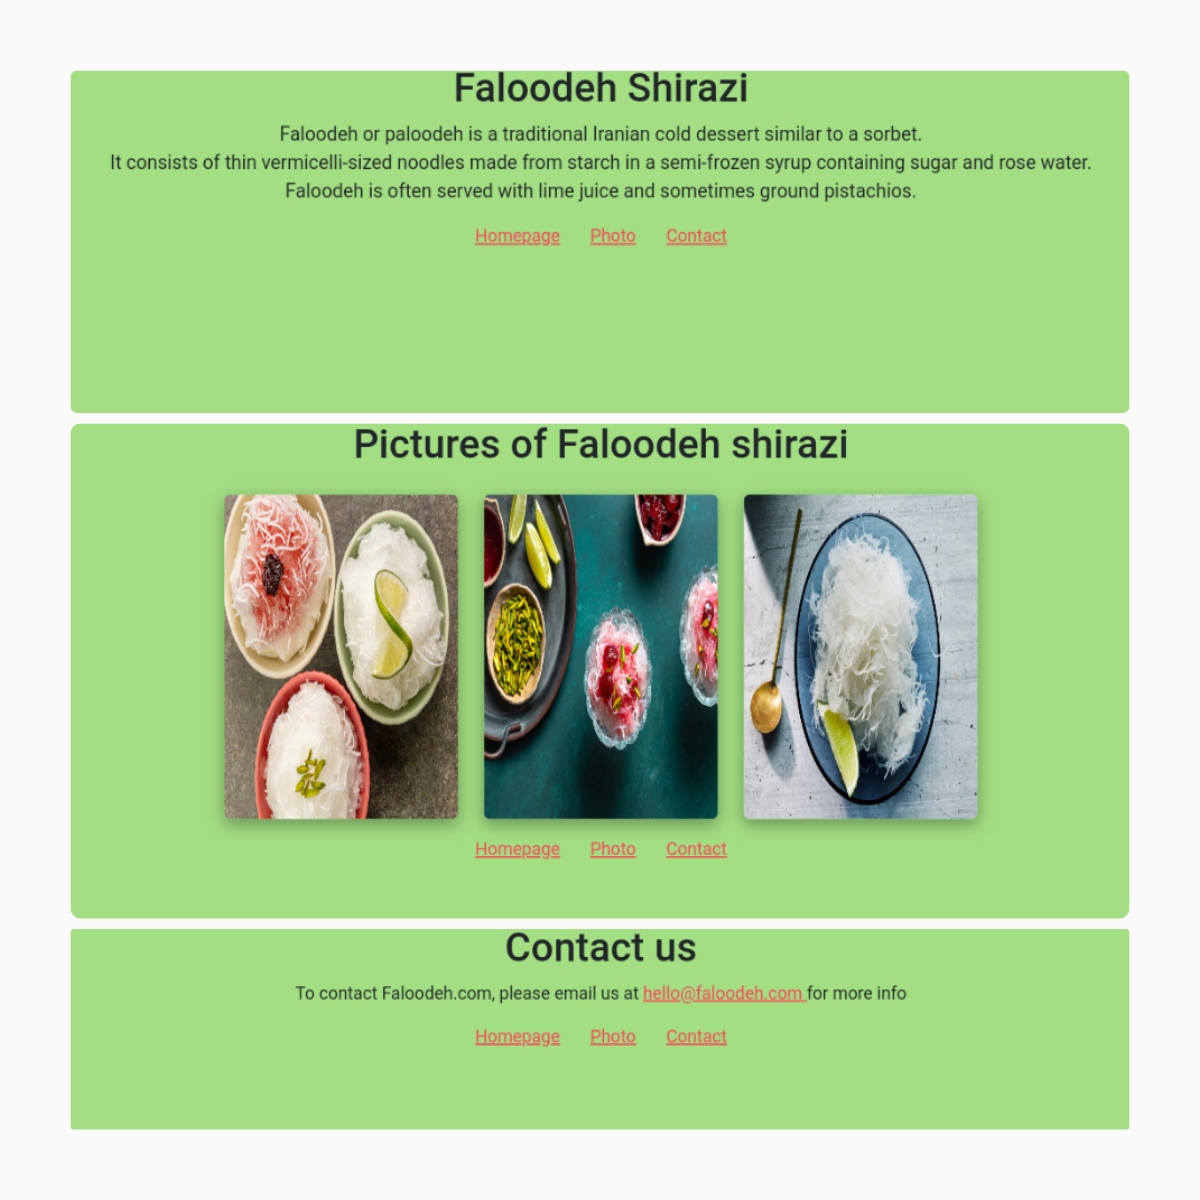 Faloodeh Shirazi
Faloodeh or paloodeh is a traditional Iranian cold dessert similar to a sorbet.
It consists of thin vermicelli-sized noodles made from starch in a semi-frozen syrup containing sugar and rose water.
Faloodeh is often served with lime juice and sometimes ground pistachios.
Homepage Photo Contact
Pictures of Faloodeh shirazi
Homepage Photo Contact
Contact us
To contact Faloodeh.com, please email us at hello@faloodeh.com for more info
Homepage Photo Contact